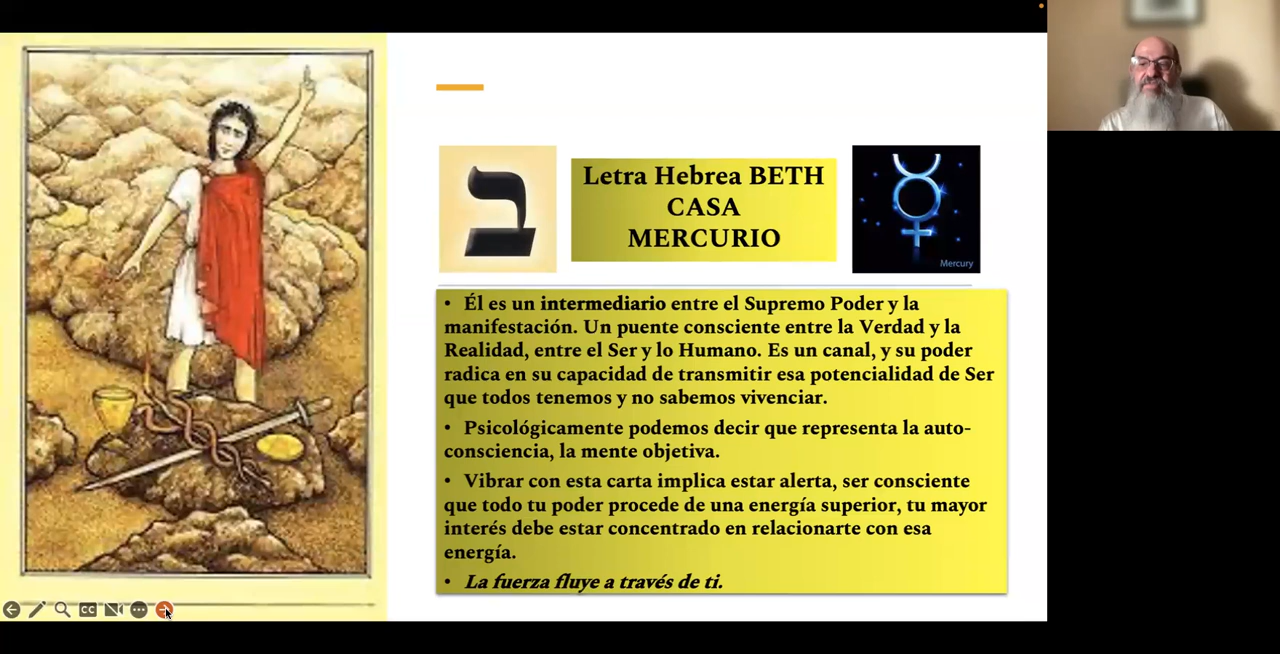 ב
Letra Hebrea BETH
CASA
MERCURIO
Mercury
• Él es un intermediario entre el Supremo Poder y la
manifestación. Un puente consciente entre la Verdad y la
Realidad, entre el Ser y lo Humano. Es un canal, y su poder
radica en su capacidad de transmitir esa potencialidad de Ser
que todos tenemos y no sabemos vivenciar.
• Psicológicamente podemos decir que representa la auto-
consciencia, la mente objetiva.
• Vibrar con esta carta implica estar alerta, ser consciente
que todo tu poder procede de una energía superior, tu mayor
interés debe estar concentrado en relacionarte con esa
energía.
• La fuerza fluye a través de ti.
CC